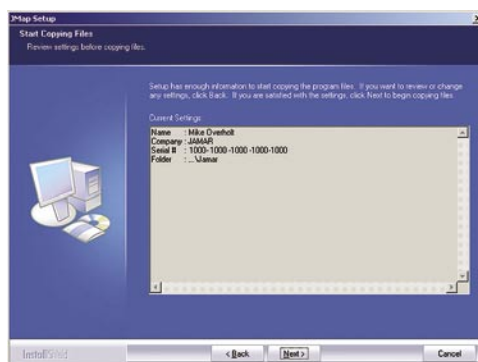 JMap Setup
Start Copying Files
Review settings before copying files.
Setup has enough information to start copying the program files. If you want to review or change
any settings, click Back. If you are satisfied with the settings, click Next to begin copying files.
Current Settings:
Name : Mike Overholt
Company : JAMAR
Serial # : 1000-1000-1000-1000-1000
Folder : ...\Jamar
InstallShield
< Back
Next >
Cancel